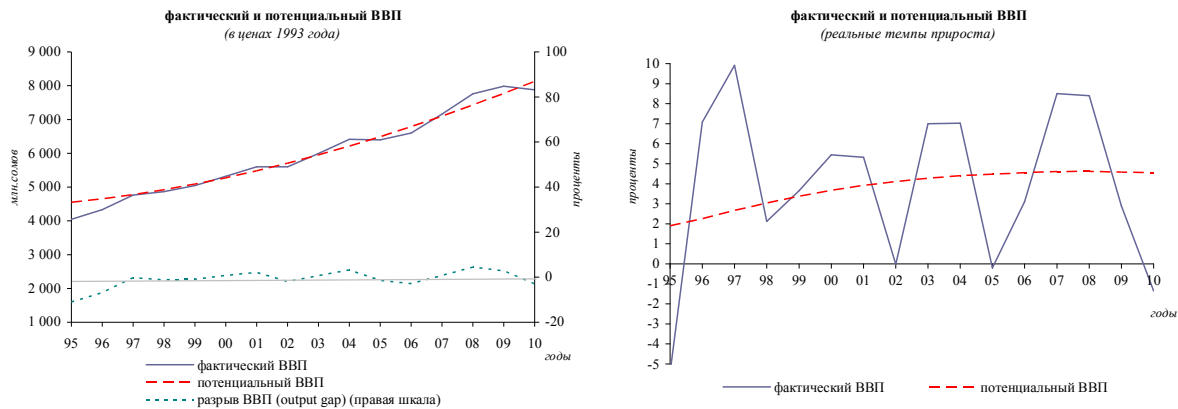 фактический и потенциальный ВВП
(в ценах 1993 года)
9 000
8 000
7 000
6 000
5 000
4 000
3 000
2 000
1 000
млн.сомов
100
80
60
40
20
0
-20
проценты
95 96 97 98 99 00 01 02 03 04 05 06 07 08 09 10
годы
фактический ВВП
потенциальный ВВП
разрыв ВВП (output gap) (правая шкала)
фактический и потенциальный ВВП
(реальные темпы прироста)
10
9
8
7
6
5
4
3
2
1
0
-1
-2
-3
-4
-5
проценты
95 96 97 98 99 00 01 02 03 04 05 06 07 08 09 10
годы
фактический ВВП
потенциальный ВВП